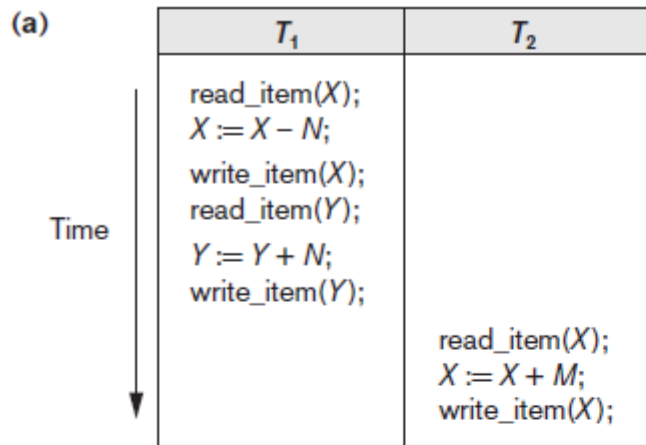 (a)
T₁ T₂
read_item(X);
X := X – N;
write_item(X);
read_item(Y);
Time
Y := Y + N;
write_item(Y);
read_item(X);
X := X + M;
write_item(X);